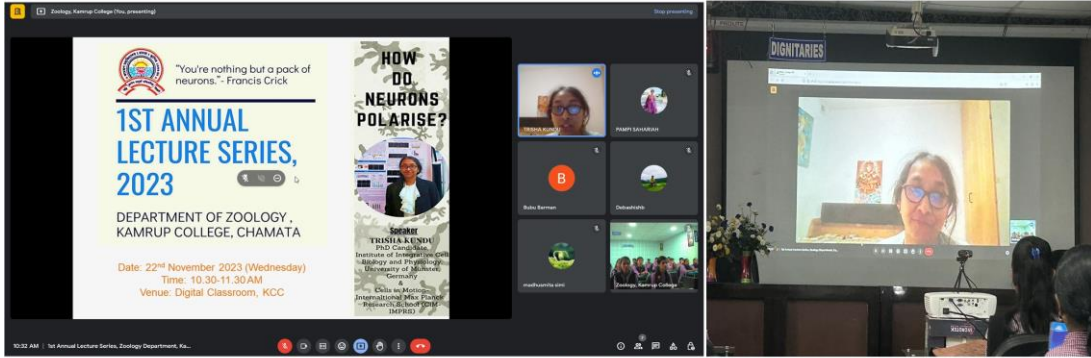 Zoology, Kamrup College (You, presenting)
Stop presenting
"You're nothing but a pack of
neurons."- Francis Crick
1ST ANNUAL
LECTURE SERIES,
2023
DEPARTMENT OF ZOOLOGY ,
KAMRUP COLLEGE, CHAMATA
Date: 22nd November 2023 (Wednesday)
Time: 10.30-11.30 AM
Venue: Digital Classroom, KCC
HOW
DO
NEURONS
POLARISE?
Speaker
TRISHA KUNDU
PhD Candidate,
Institute of Integrative Cell
Biology and Physiology,
University of Munster,
Germany
&
Cells in Motion-
International Max Planck
Research School (CiM
IMPRS)
TRISHA KUNDU
PAMPI SAHARIAH
B
Bubu Barman
Debashishb
madhusmita simi
Zoology, Kamrup College
10:32 AM | 1st Annual Lecture Series, Zoology Department, Ka...
DIGNITARIES